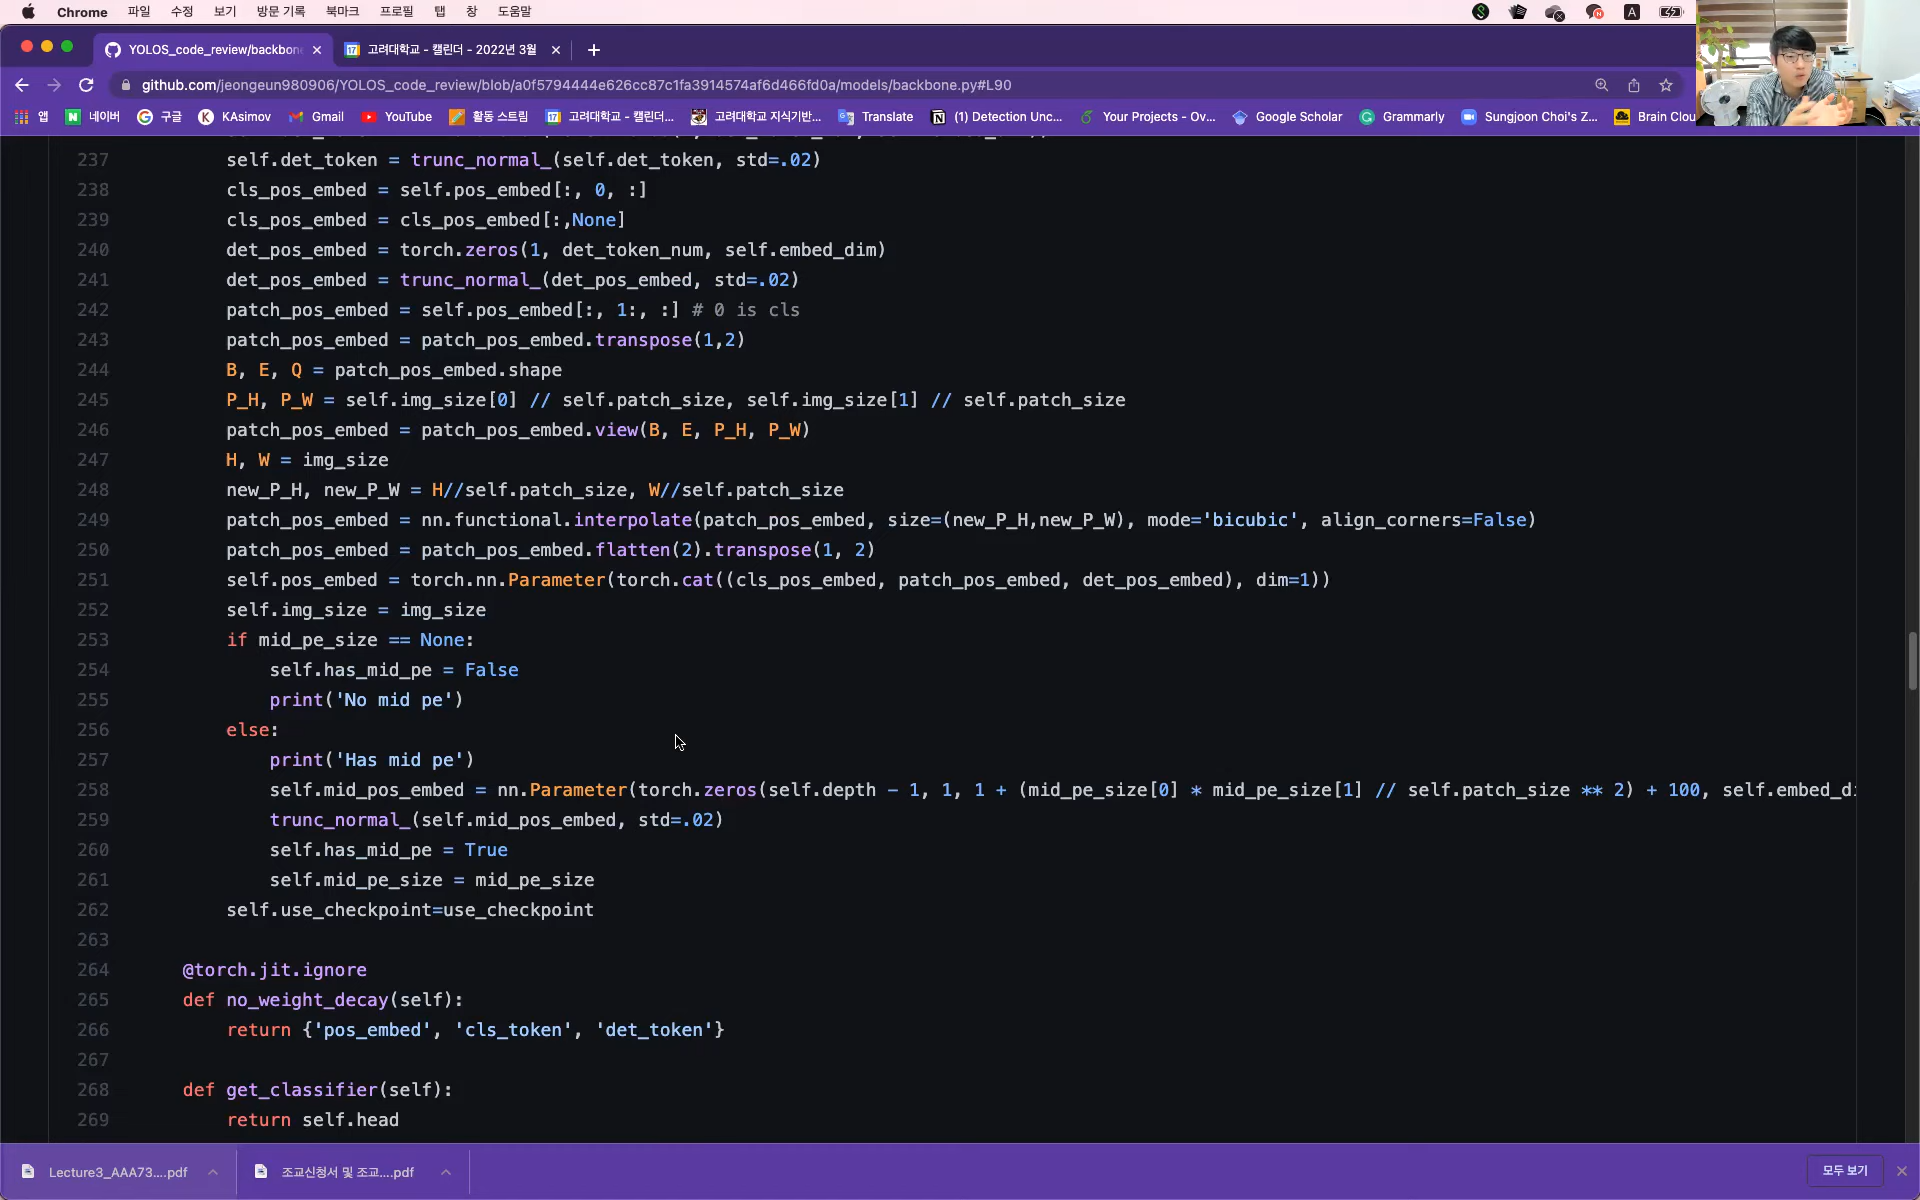 Chrome 파일 수정 보기 방문 기록 북마크 프로필 탭 창 도움말 A
YOLOS_code_review/backbon 고려대학교 - 캘린더 - 2022년 3월
github.com/jeongeun980906/YOLOS_code_review/blob/a0f5794444e626cc87c1fa3914574af6d466fd0a/models/backbone.py#L90
앱 네이버 구글 KAsimov Gmail YouTube 활동 스트림 고려대학교 - 캘린더... 고려대학교 지식기반... Translate (1) Detection Unc... Your Projects - Ov... Google Scholar Grammarly Sungjoon Choi's Z... Brain Clou
237 self.det_token = trunc_normal_(self.det_token, std=.02)
238 cls_pos_embed = self.pos_embed[:, 0, :]
239 cls_pos_embed = cls_pos_embed[:,None]
240 det_pos_embed = torch.zeros(1, det_token_num, self.embed_dim)
241 det_pos_embed = trunc_normal_(det_pos_embed, std=.02)
242 patch_pos_embed = self.pos_embed[:, 1:, :] # 0 is cls
243 patch_pos_embed = patch_pos_embed.transpose(1,2)
244 B, E, Q = patch_pos_embed.shape
245 P_H, P_W = self.img_size[0] // self.patch_size, self.img_size[1] // self.patch_size
246 patch_pos_embed = patch_pos_embed.view(B, E, P_H, P_W)
247 H, W = img_size
248 new_P_H, new_P_W = H//self.patch_size, W//self.patch_size
249 patch_pos_embed = nn.functional.interpolate(patch_pos_embed, size=(new_P_H,new_P_W), mode='bicubic', align_corners=False)
250 patch_pos_embed = patch_pos_embed.flatten(2).transpose(1, 2)
251 self.pos_embed = torch.nn.Parameter(torch.cat((cls_pos_embed, patch_pos_embed, det_pos_embed), dim=1))
252 self.img_size = img_size
253 if mid_pe_size == None:
254 self.has_mid_pe = False
255 print('No mid pe')
256 else:
257 print('Has mid pe')
258 self.mid_pos_embed = nn.Parameter(torch.zeros(self.depth - 1, 1, 1 + (mid_pe_size[0] * mid_pe_size[1] // self.patch_size ** 2) + 100, self.embed_di
259 trunc_normal_(self.mid_pos_embed, std=.02)
260 self.has_mid_pe = True
261 self.mid_pe_size = mid_pe_size
262 self.use_checkpoint=use_checkpoint
263
264 @torch.jit.ignore
265 def no_weight_decay(self):
266 return {'pos_embed', 'cls_token', 'det_token'}
267
268 def get_classifier(self):
269 return self.head
Lecture3_AAA73....pdf 조교신청서 및 조교....pdf 모두 보기